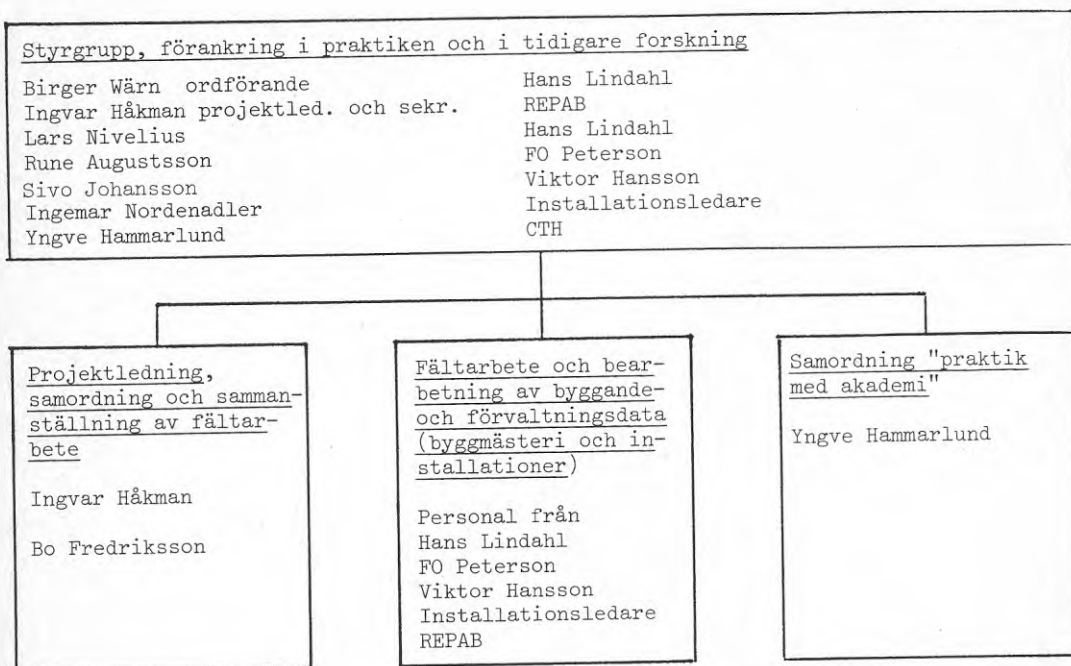 Styrgrupp, förankring i praktiken och i tidigare forskning
Birger Wärn ordförande Hans Lindahl
Ingvar Håkman projektled. och sekr. REPAB
Lars Nivelius Hans Lindahl
Rune Augustsson FO Peterson
Sivo Johansson Viktor Hansson
Ingemar Nordenadler Installationsledare
Yngve Hammarlund CTH
Projektledning,
samordning och samman-
ställning av fältar-
bete
Ingvar Håkman
Bo Fredriksson
Fältarbete och bear-
betning av byggande-
och förvaltningsdata
(byggmästeri och in-
stallationer)
Personal från
Hans Lindahl
FO Peterson
Viktor Hansson
Installationsledare
REPAB
Samordning "praktik
med akademi"
Yngve Hammarlund